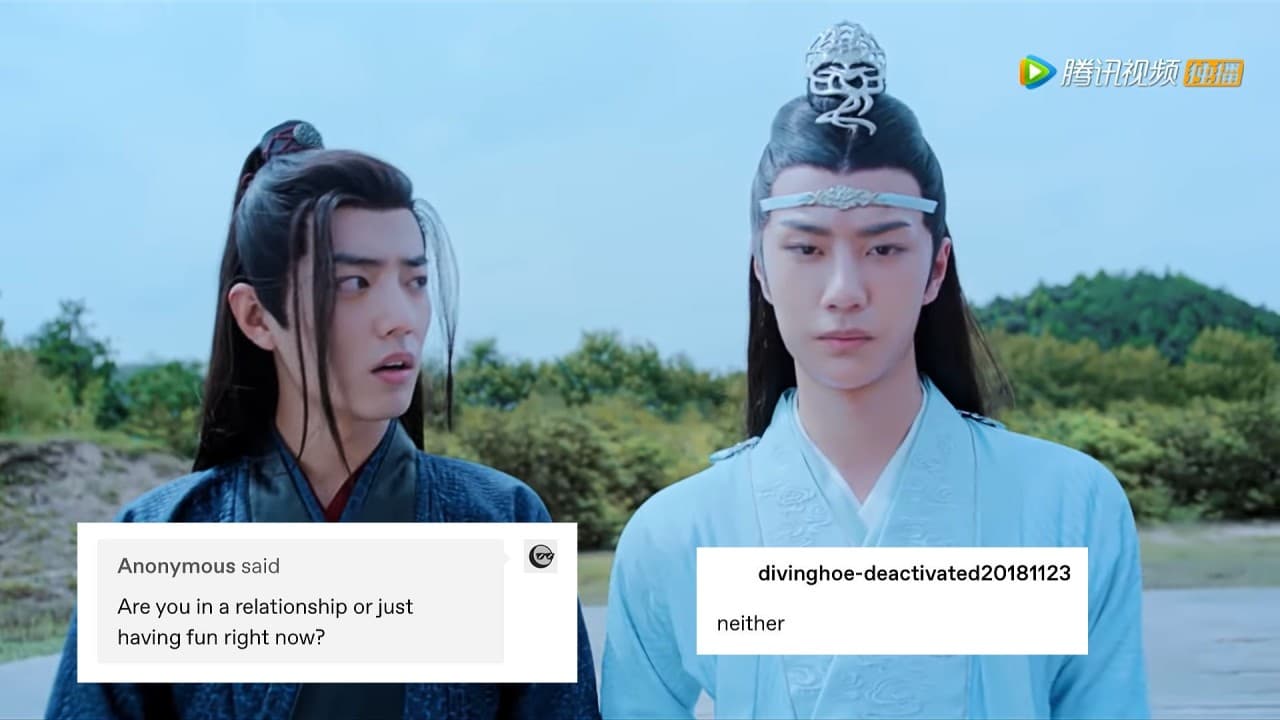 腾讯视频 独播
Anonymous said
Are you in a relationship or just
having fun right now?
divinghoe-deactivated20181123
neither